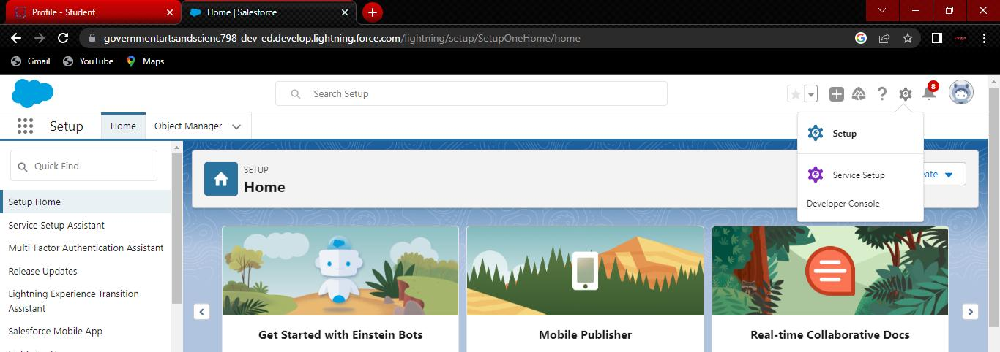 Profile - Student
Home | Salesforce
governmentartsandscienc798-dev-ed.develop.lightning.force.com/lightning/setup/SetupOneHome/home
Gmail
YouTube
Maps
Search Setup
8
Setup
Home
Object Manager
Setup
Service Setup
Developer Console
Quick Find
SETUP
Home
eate
Setup Home
Service Setup Assistant
Multi-Factor Authentication Assistant
Release Updates
Lightning Experience Transition
Assistant
Salesforce Mobile App
Get Started with Einstein Bots
Mobile Publisher
Real-time Collaborative Docs